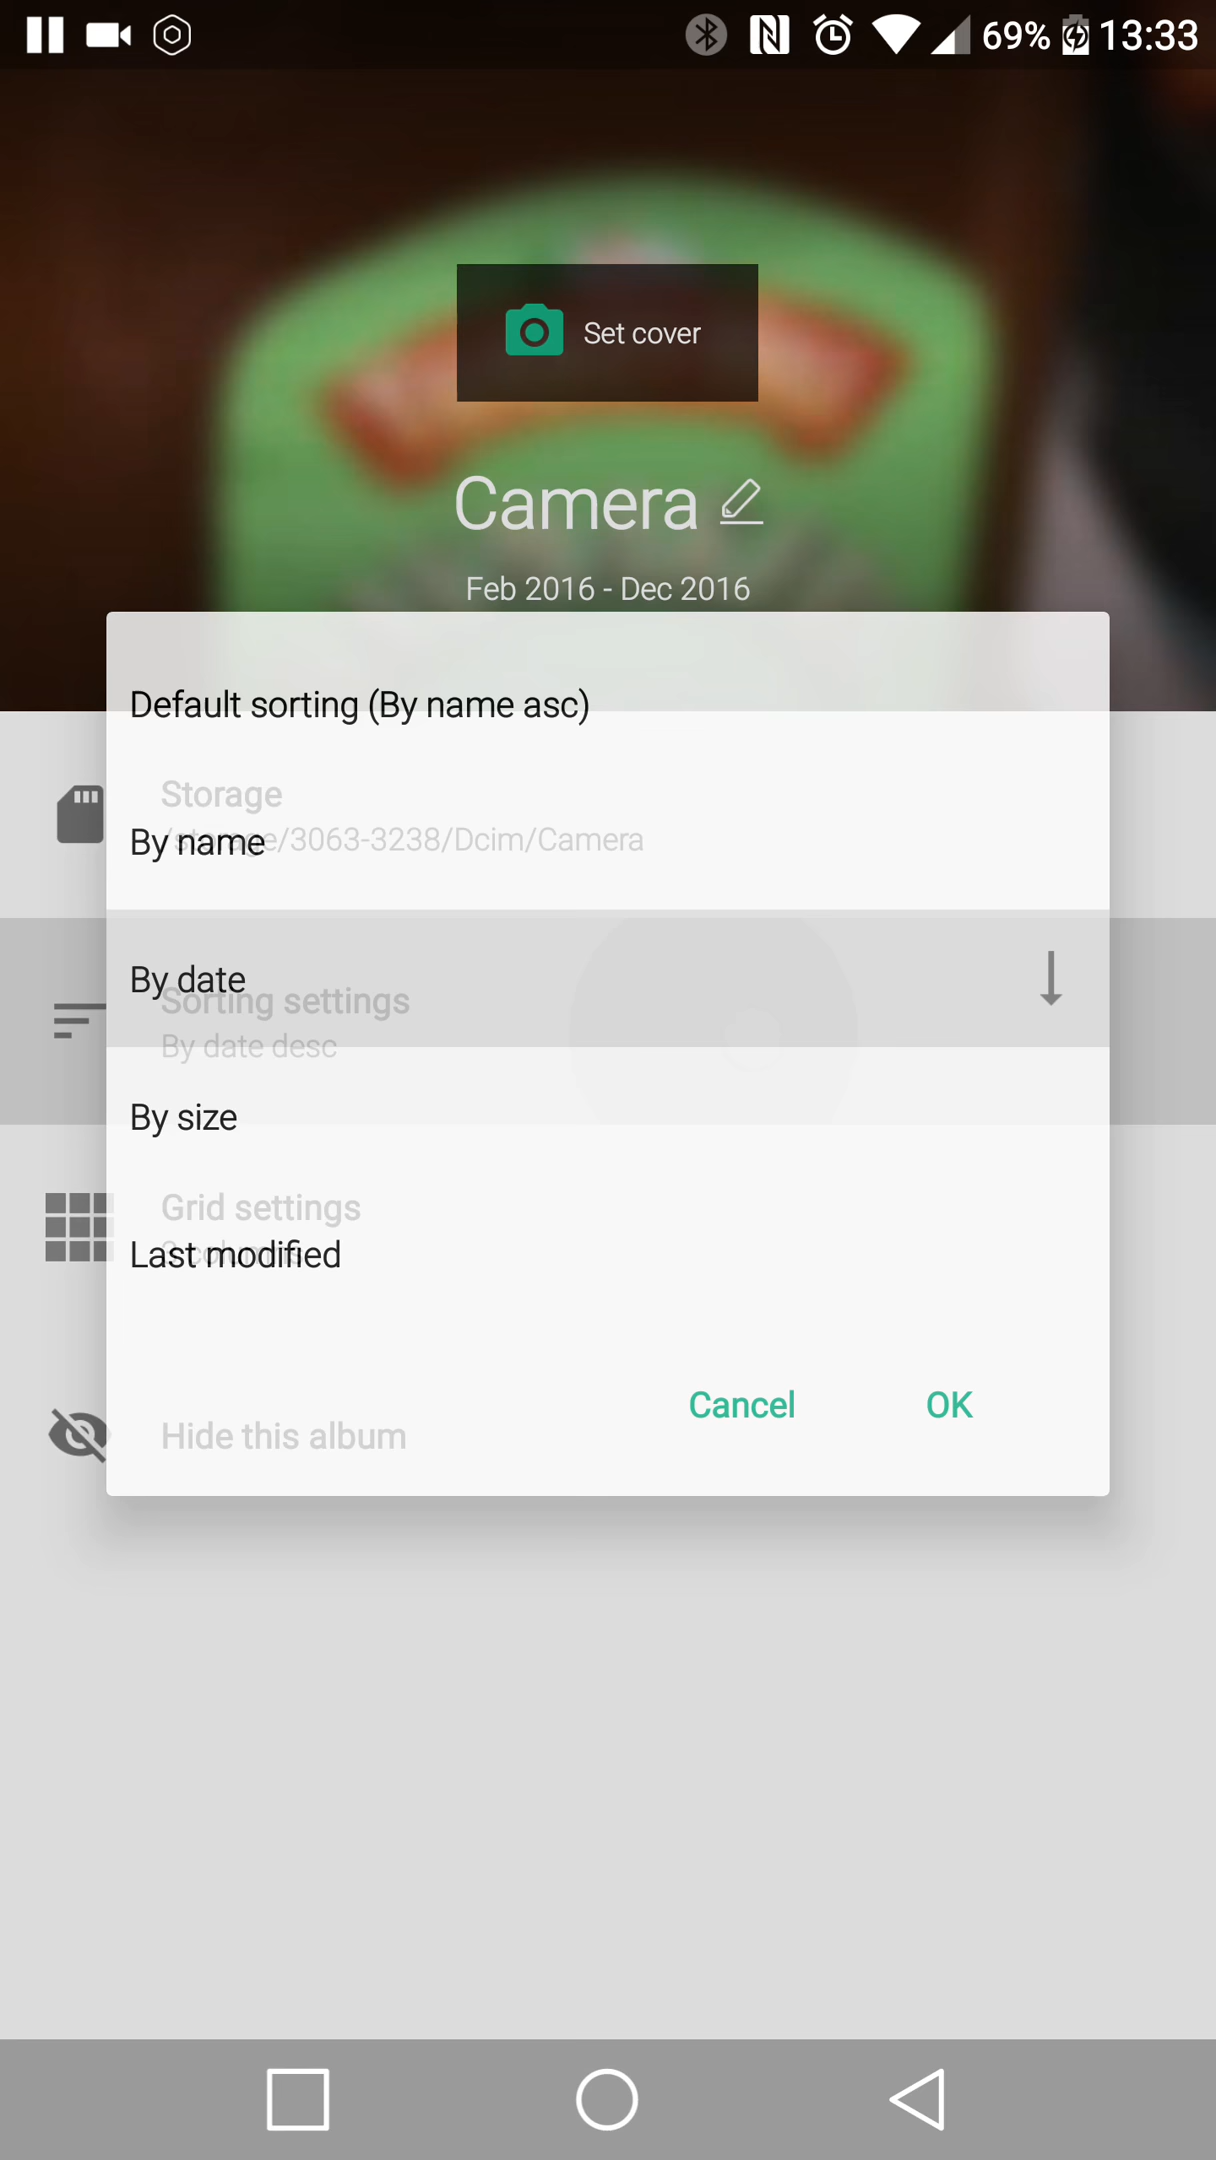 69% 13:33
Set cover
Camera
Feb 2016 - Dec 2016
Default sorting (By name asc)
Storage
/storage/3063-3238/Dcim/Camera
By name
By date
Sorting settings
By date desc
By size
Grid settings
Last modified
Cancel
OK
Hide this album